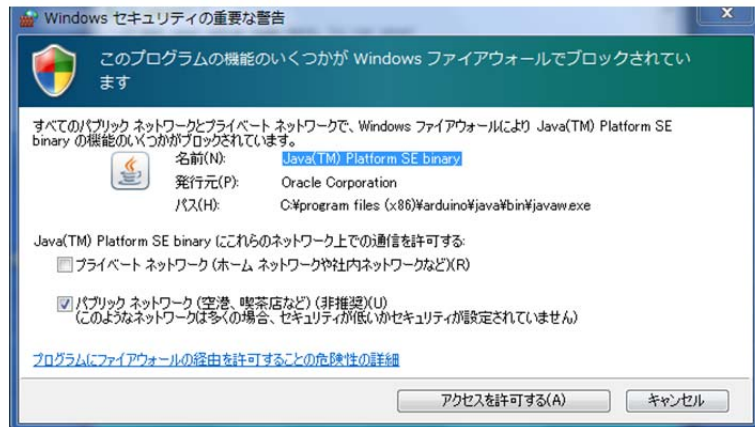 Windows セキュリティの重要な警告
このプログラムの機能のいくつかが Windows ファイアウォールでブロックされてい
ます
すべてのパブリック ネットワークとプライベート ネットワークで、Windows ファイアウォールにより Java(TM) Platform SE
binary の機能のいくつかがブロックされています。
名前(N): Java(TM) Platform SE binary
発行元(P): Oracle Corporation
パス(H): C:¥program files (x86)¥arduino¥java¥bin¥javaw.exe
Java(TM) Platform SE binary にこれらのネットワーク上での通信を許可する:
プライベート ネットワーク (ホーム ネットワークや社内ネットワークなど)(R)
パブリック ネットワーク (空港、喫茶店など) (非推奨)(U)
(このようなネットワークは多くの場合、セキュリティが低いかセキュリティが設定されていません)
プログラムにファイアウォールの経由を許可することの危険性の詳細
アクセスを許可する(A) キャンセル